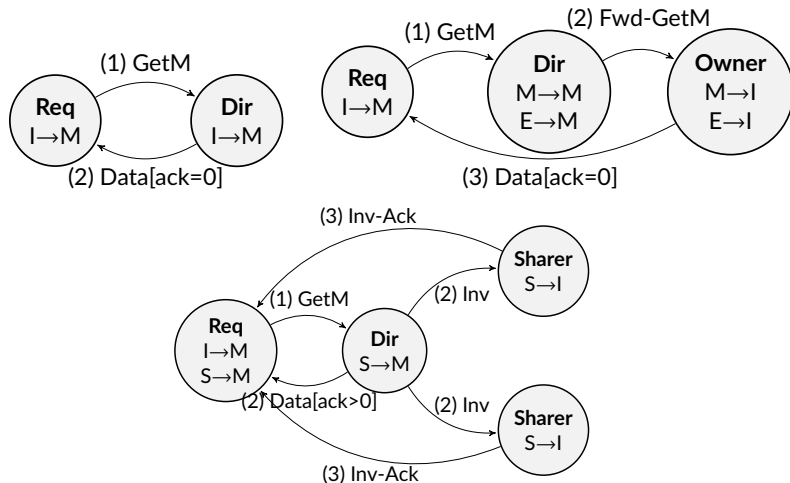 (1) GetM
Req
I→M
Dir
I→M
(2) Data[ack=0]
(1) GetM
(2) Fwd-GetM
Req
I→M
Dir
M→M
E→M
Owner
M→I
E→I
(3) Data[ack=0]
(3) Inv-Ack
Sharer
S→I
(1) GetM
(2) Inv
Req
I→M
S→M
Dir
S→M
(2) Data[ack>0]
(2) Inv
Sharer
S→I
(3) Inv-Ack